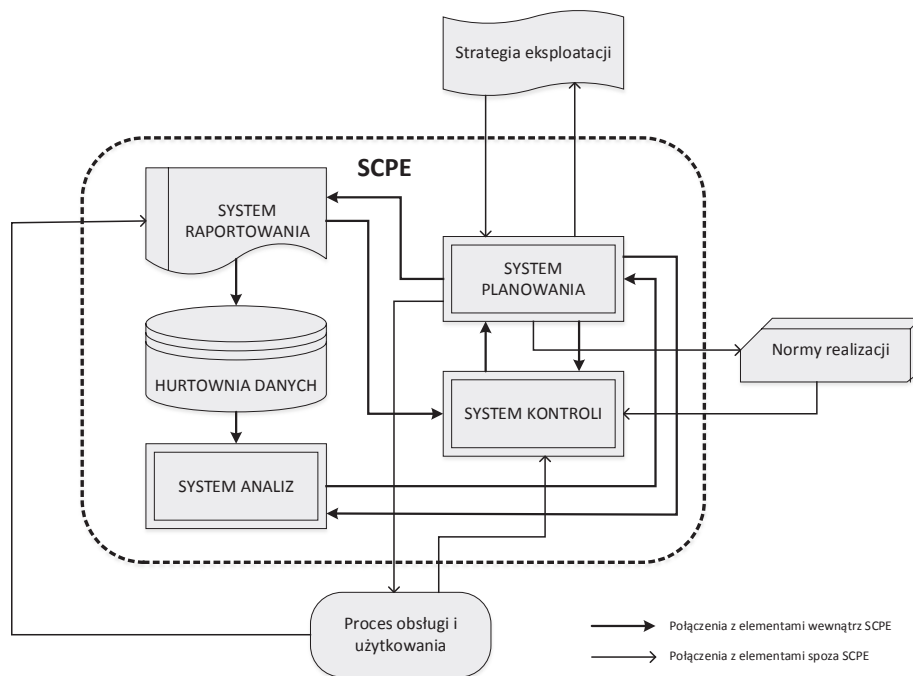 Strategia eksploatacji
SCPE
SYSTEM
RAPORTOWANIA
SYSTEM
PLANOWANIA
HURTOWNIA DANYCH
Normy realizacji
SYSTEM KONTROLI
SYSTEM ANALIZ
Proces obsługi i
użytkowania
Połączenia z elementami wewnątrz SCPE
Połączenia z elementami spoza SCPE